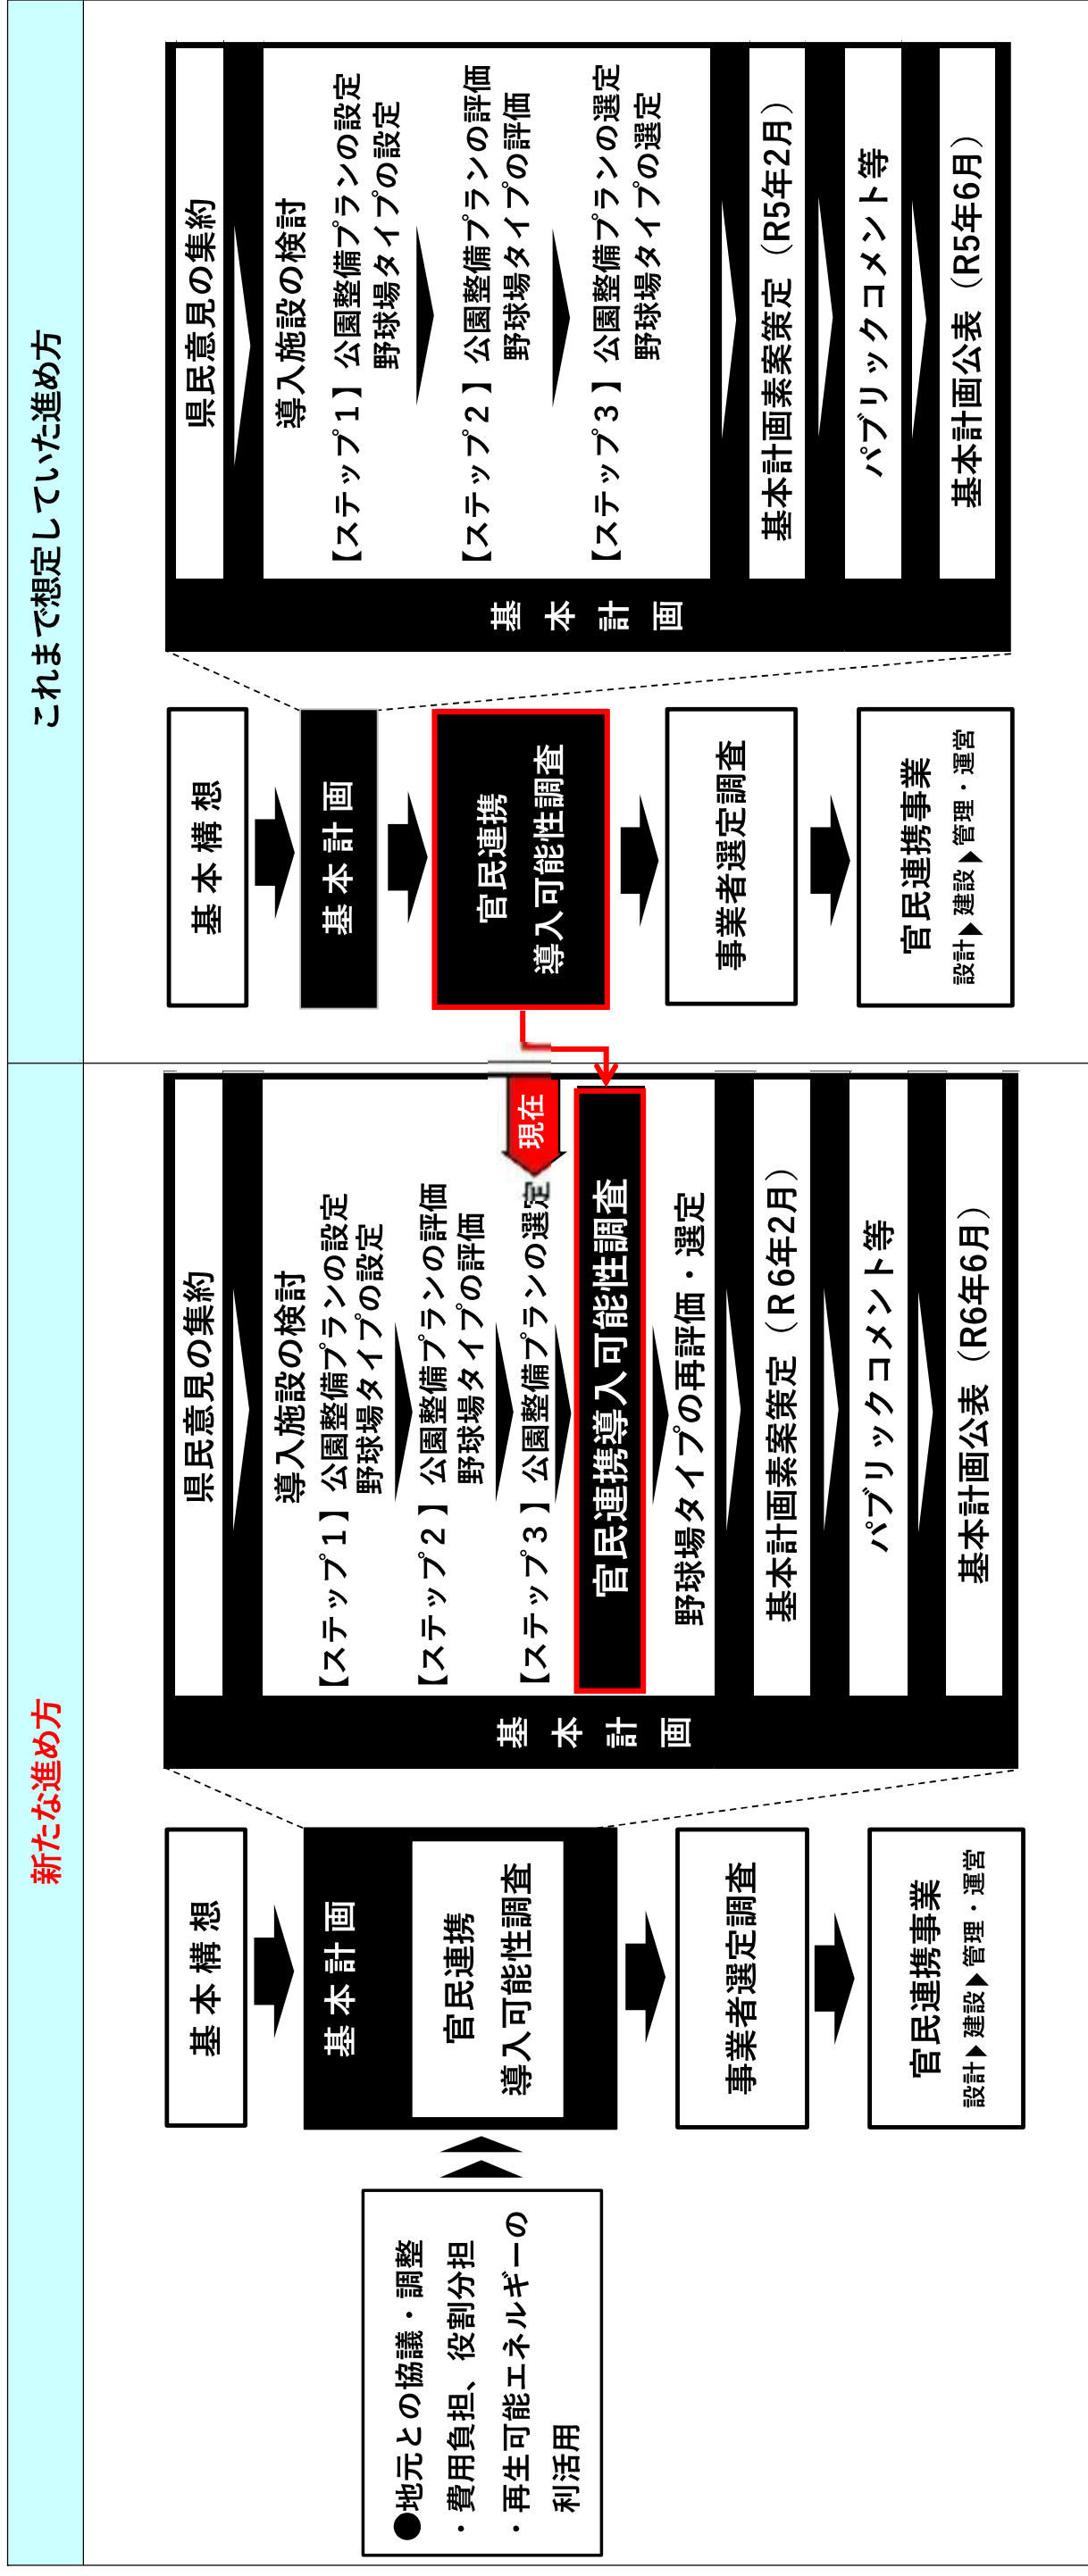 新たな進め方
●地元との協議・調整
・費用負担、役割分担
・再生可能エネルギーの
利活用
基本構想
基本計画
官民連携
導入可能性調査
事業者選定調査
官民連携事業
設計▶建設▶管理・運営
基本計画
県民意見の集約
導入施設の検討
【ステップ1】公園整備プランの設定
野球場タイプの設定
【ステップ2】公園整備プランの評価
野球場タイプの評価
【ステップ3】公園整備プランの選定
現在
官民連携導入可能性調査
野球場タイプの再評価・選定
基本計画素案策定（R6年2月）
パブリックコメント等
基本計画公表（R6年6月）
これまで想定していた進め方
基本構想
基本計画
官民連携
導入可能性調査
事業者選定調査
官民連携事業
設計▶建設▶管理・運営
基本計画
県民意見の集約
導入施設の検討
【ステップ1】公園整備プランの設定
野球場タイプの設定
【ステップ2】公園整備プランの評価
野球場タイプの評価
【ステップ3】公園整備プランの選定
野球場タイプの選定
基本計画素案策定（R5年2月）
パブリックコメント等
基本計画公表（R5年6月）